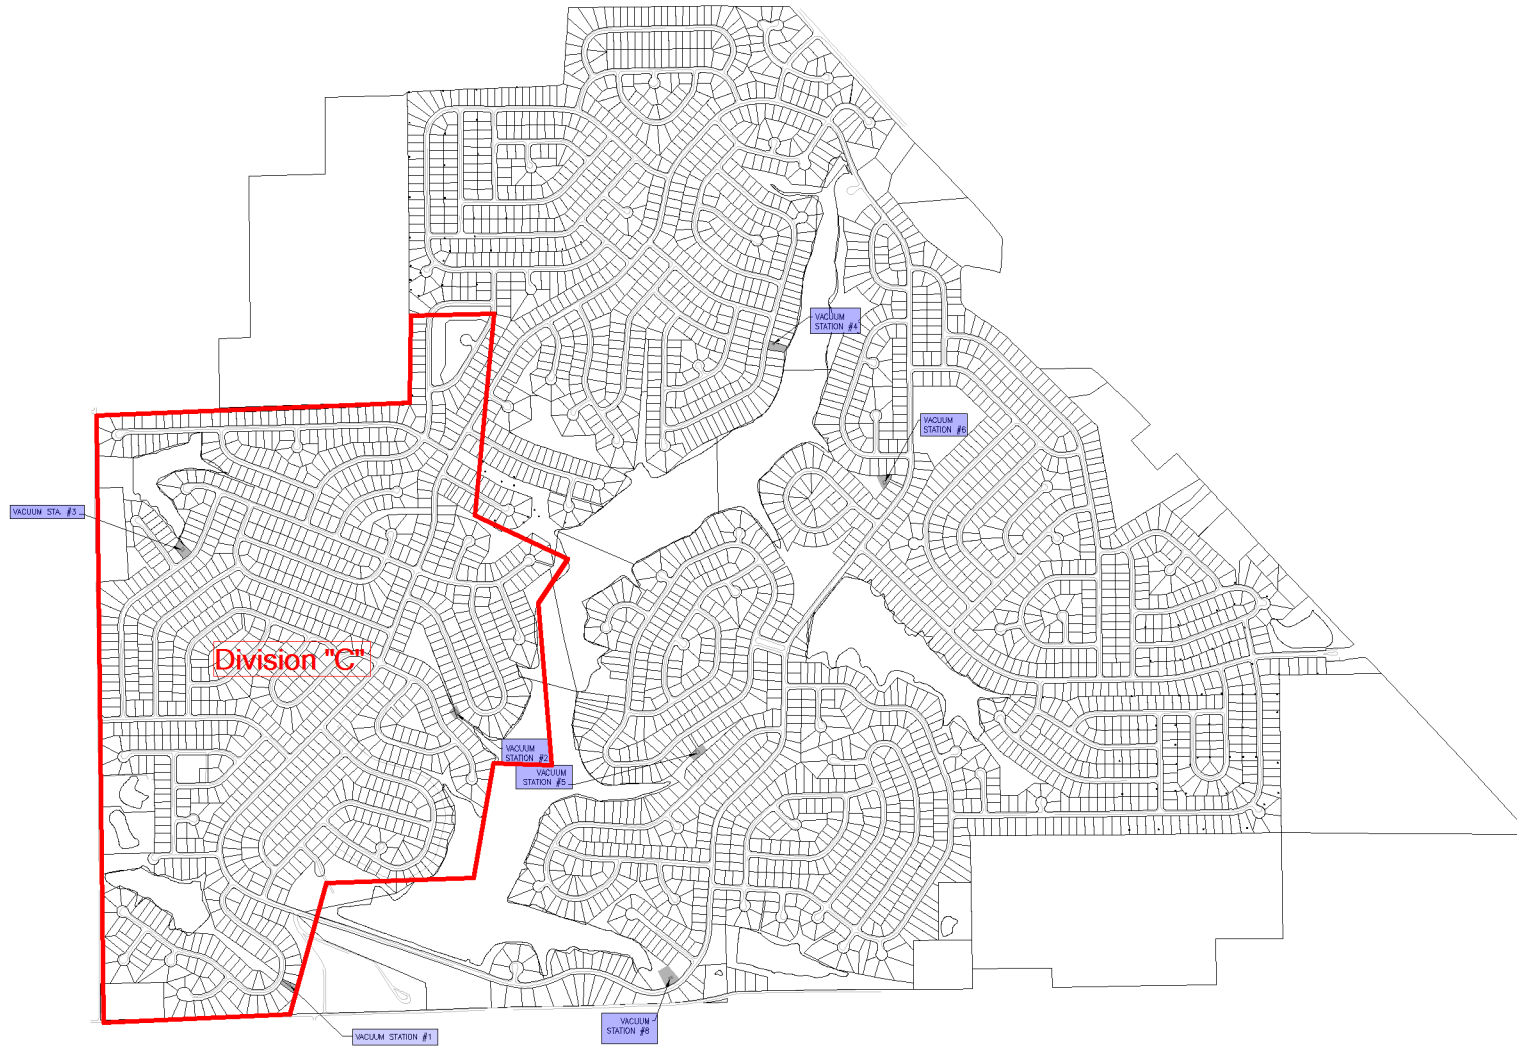 VACUUM
STATION #4
VACUUM
STATION #6
VACUUM STA. #3
Division "C"
VACUUM
STATION #2
VACUUM
STATION #5
VACUUM
STATION #8
VACUUM STATION #1